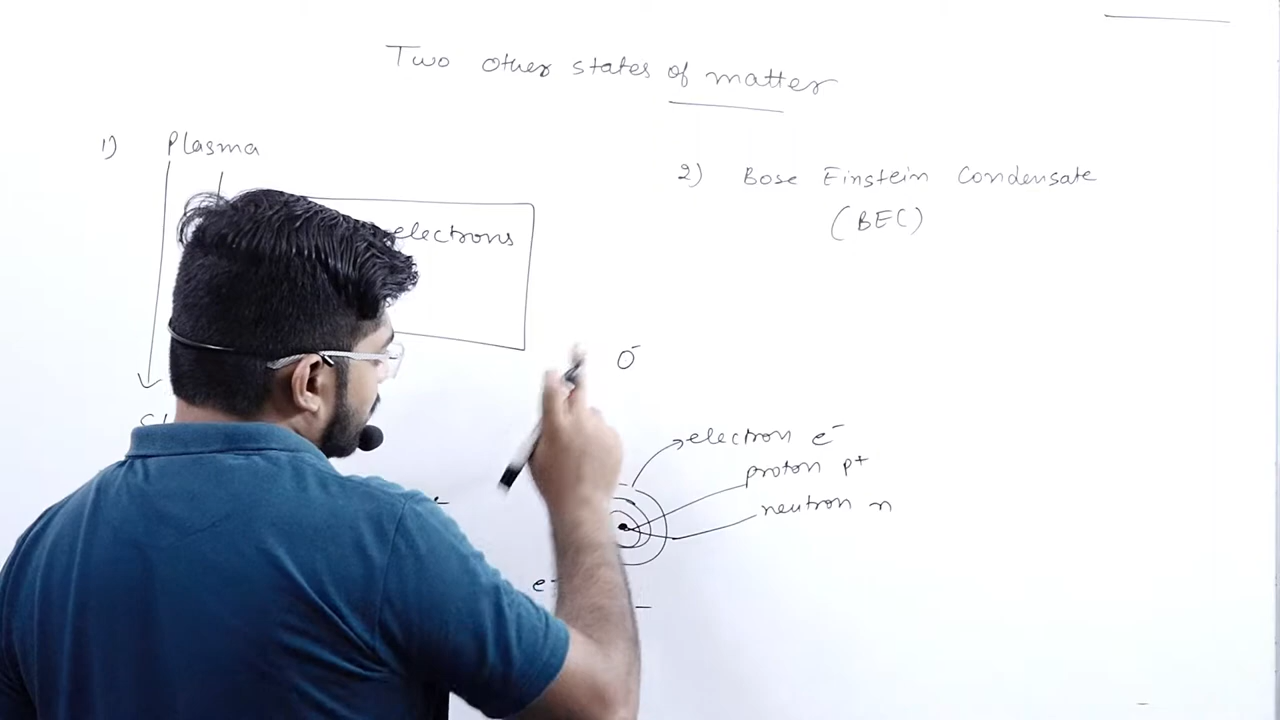 Two other states of matter
1) Plasma
2) Bose Einstein Condensate
(BEC)
electrons
electron e⁻
proton p+
neutron n
e⁻